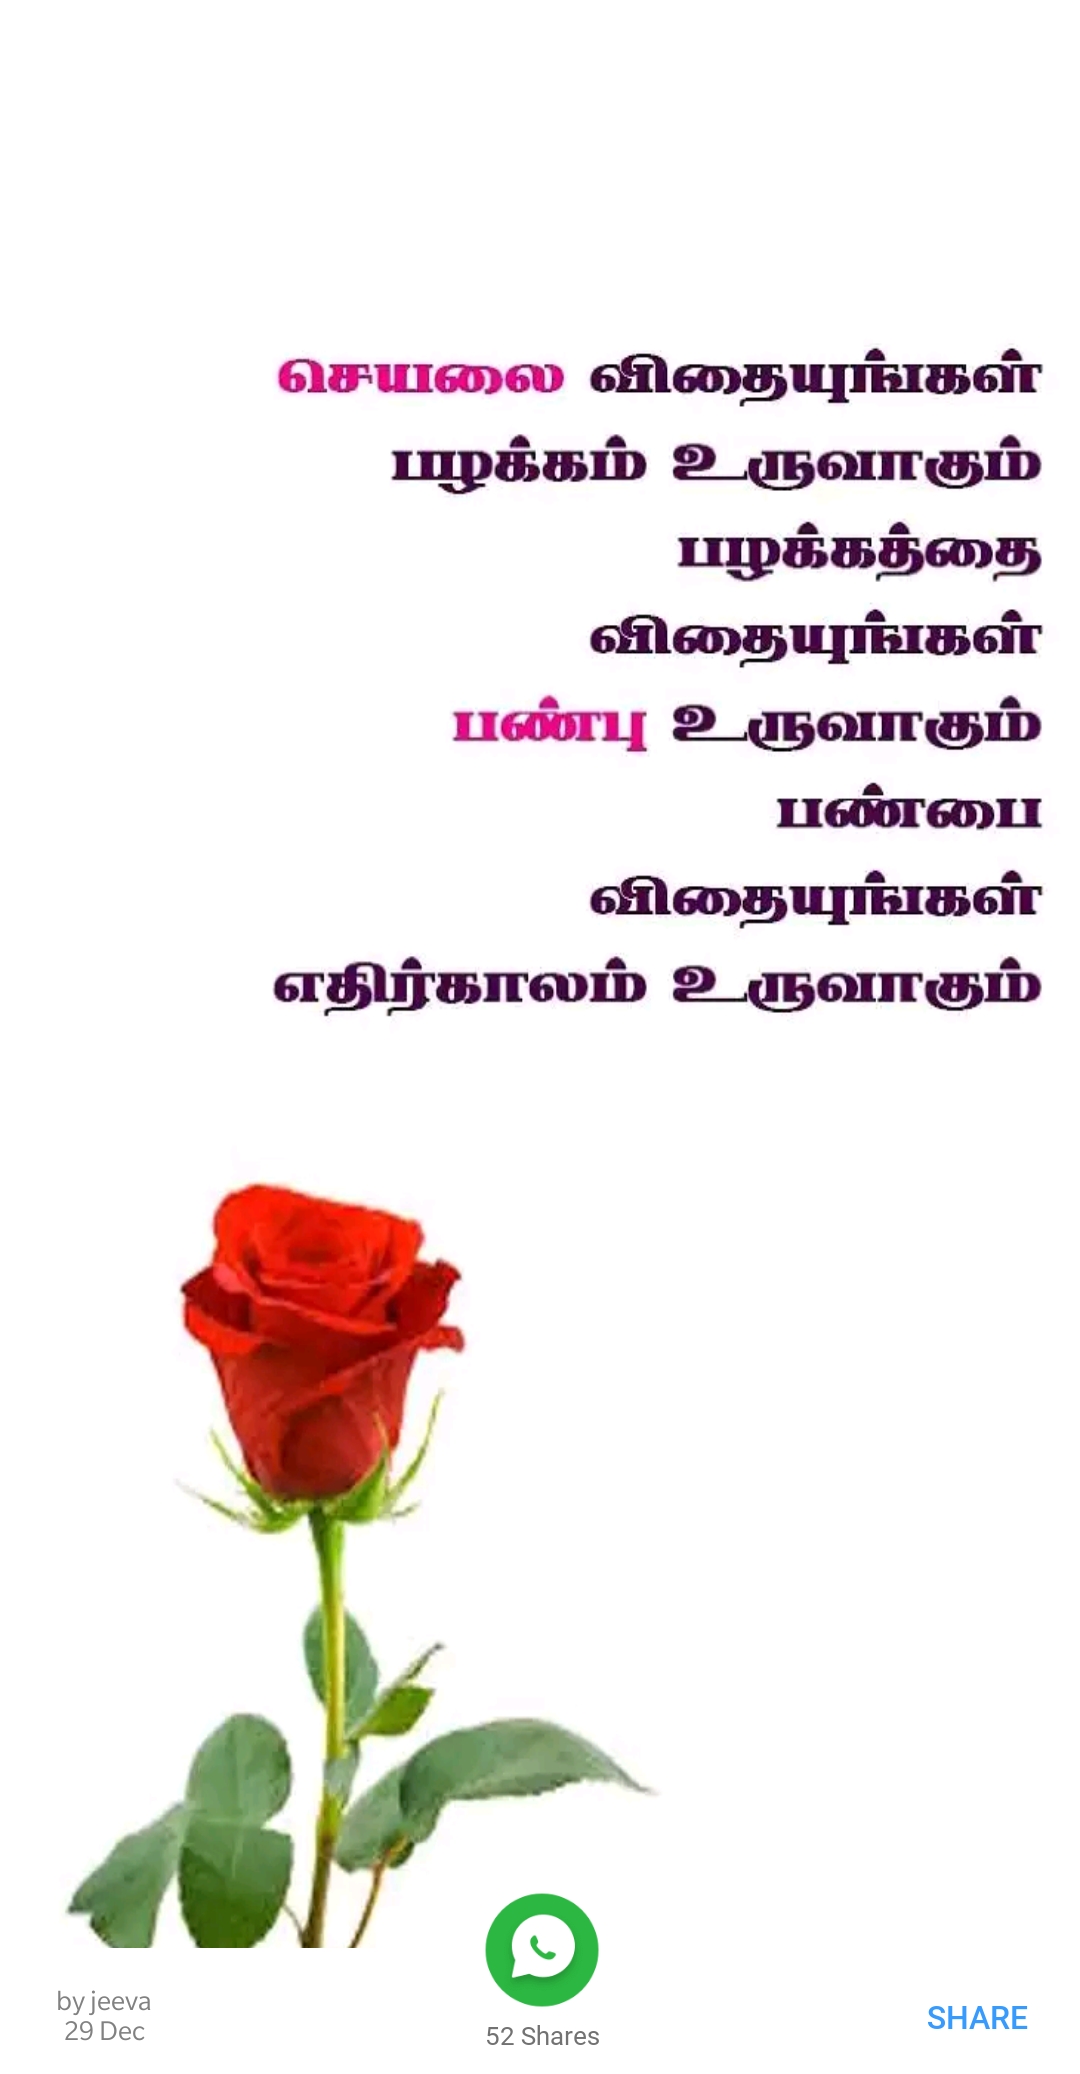 செயலை விதையுங்கள்
பழக்கம் உருவாகும்
பழக்கத்தை
விதையுங்கள்
பண்பு உருவாகும்
பண்பை
விதையுங்கள்
எதிர்காலம் உருவாகும்
by jeeva
29 Dec
52 Shares
SHARE